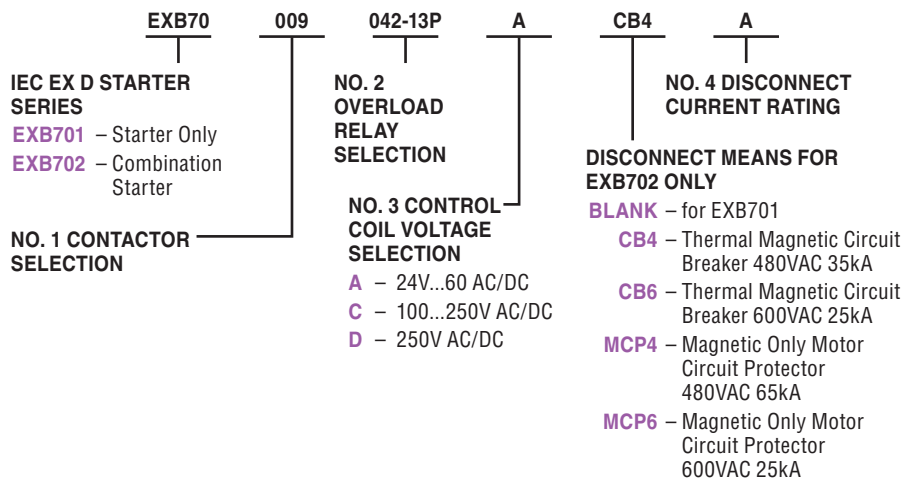 EXB70 009 042-13P A CB4 A
IEC EX D STARTER
SERIES
EXB701 – Starter Only
EXB702 – Combination
Starter
NO. 1 CONTACTOR
SELECTION
NO. 2
OVERLOAD
RELAY
SELECTION
NO. 3 CONTROL
COIL VOLTAGE
SELECTION
A – 24V...60 AC/DC
C – 100...250V AC/DC
D – 250V AC/DC
NO. 4 DISCONNECT
CURRENT RATING
DISCONNECT MEANS FOR
EXB702 ONLY
BLANK – for EXB701
CB4 – Thermal Magnetic Circuit
Breaker 480VAC 35kA
CB6 – Thermal Magnetic Circuit
Breaker 600VAC 25kA
MCP4 – Magnetic Only Motor
Circuit Protector
480VAC 65kA
MCP6 – Magnetic Only Motor
Circuit Protector
600VAC 25kA